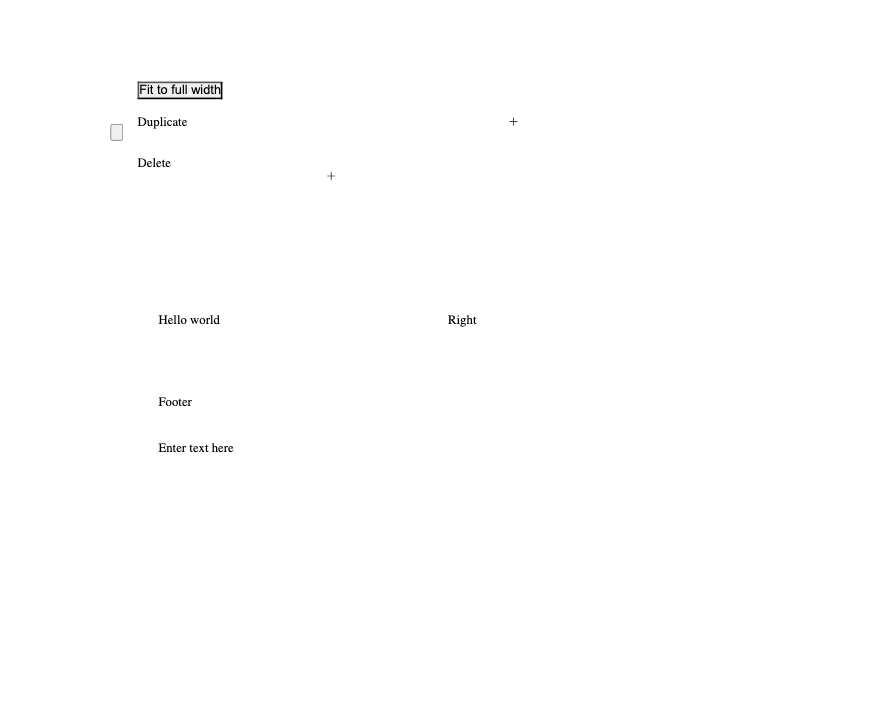 Fit to full width
Duplicate +
Delete
+
Hello world Right
Footer
Enter text here